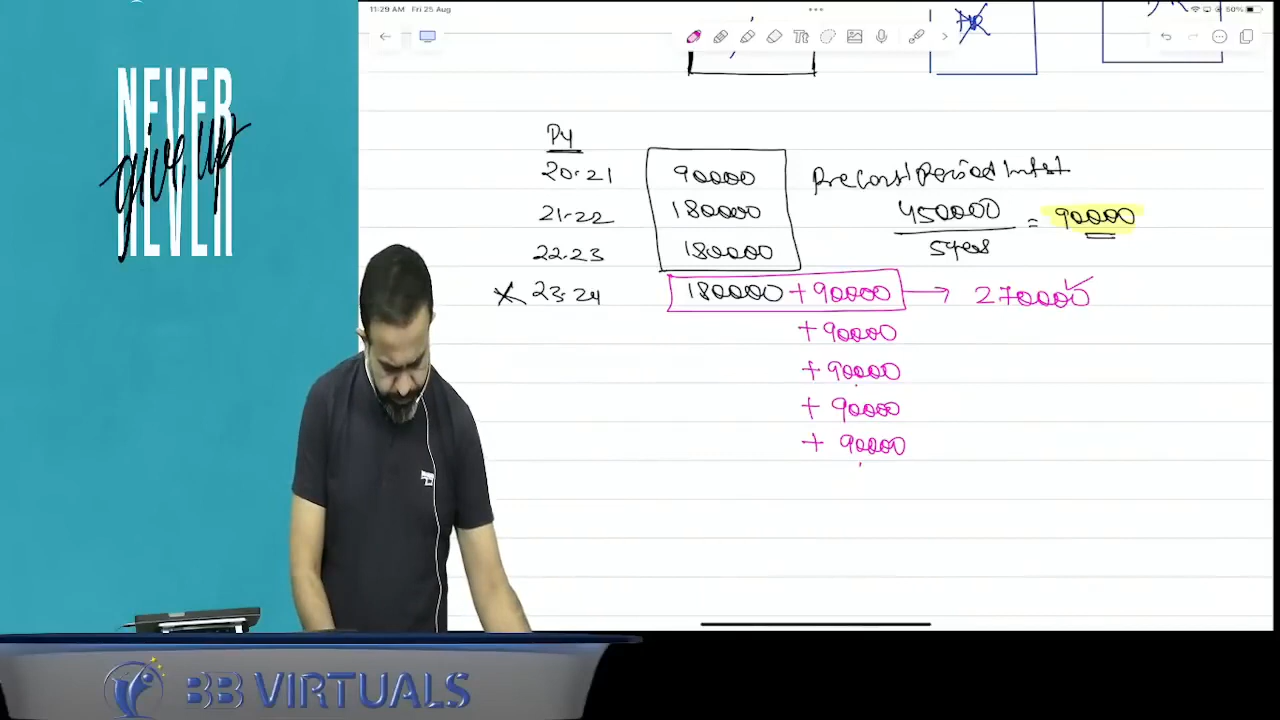 11:29 AM Fri 25 Aug
50%
NEVER
give up
NEVER
PY
20-21 90000 Pre Const Period Intst
21-22 180000 450000 = 90000
5 years
22-23 180000
23-24 180000 + 90000 → 270000
+ 90000
+ 90000
+ 90000
+ 90000
BB VIRTUALS